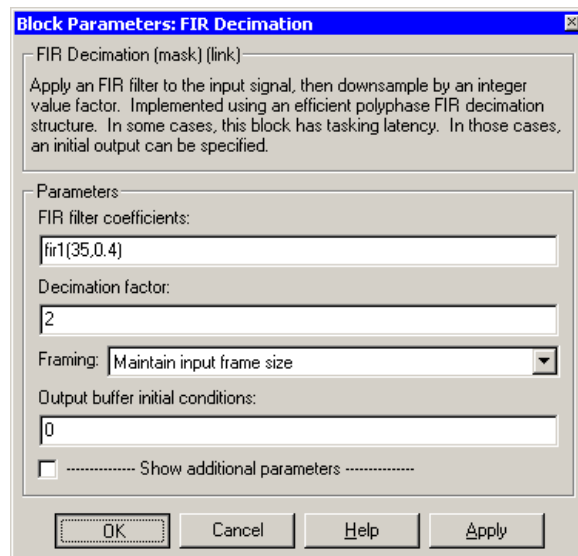 Block Parameters: FIR Decimation
FIR Decimation (mask) (link)
Apply an FIR filter to the input signal, then downsample by an integer
value factor.  Implemented using an efficient polyphase FIR decimation
structure.  In some cases, this block has tasking latency.  In those cases,
an initial output can be specified.
Parameters
FIR filter coefficients:
fir1(35,0.4)
Decimation factor:
2
Framing: Maintain input frame size
Output buffer initial conditions:
0
-------------- Show additional parameters --------------
OK Cancel Help Apply